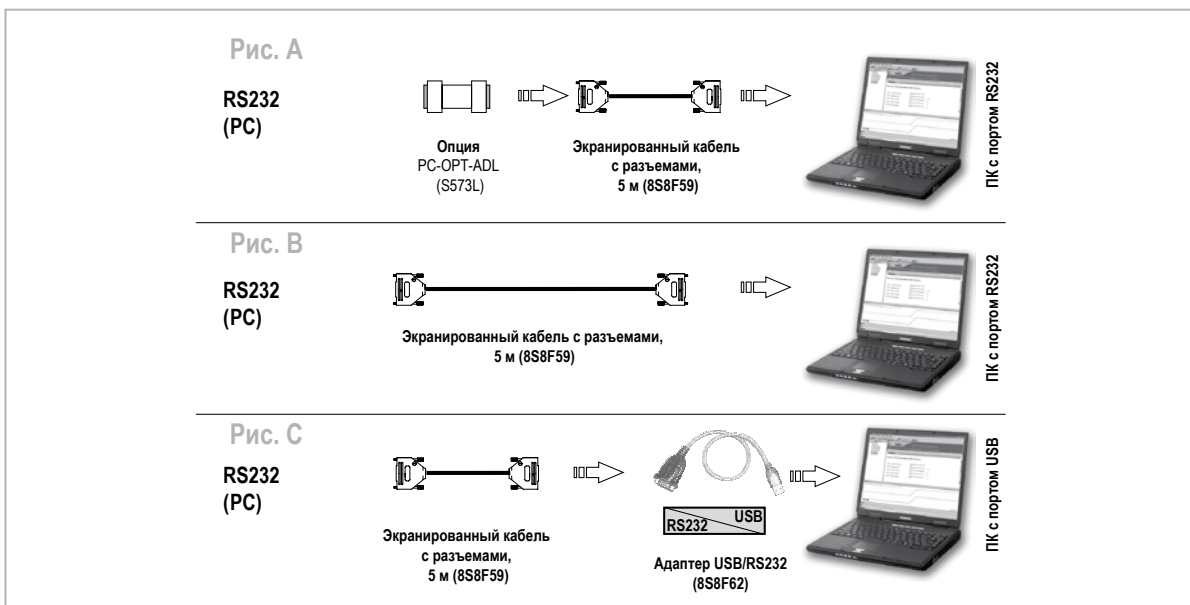 Рис. A
RS232
(PC)
Опция
PC-OPT-ADL
(S573L)
Экранированный кабель
с разъемами,
5 м (8S8F59)
ПК с портом RS232
Рис. B
RS232
(PC)
Экранированный кабель с разъемами,
5 м (8S8F59)
ПК с портом RS232
Рис. C
RS232
(PC)
Экранированный кабель
с разъемами,
5 м (8S8F59)
RS232
USB
Адаптер USB/RS232
(8S8F62)
ПК с портом USB